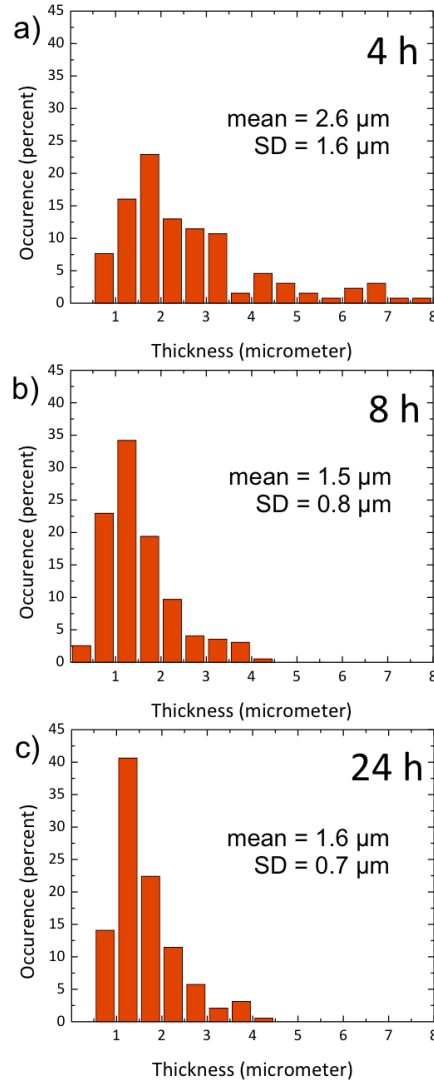 a)
4 h
mean = 2.6 µm
SD = 1.6 µm
Occurence (percent)
45
40
35
30
25
20
15
10
5
0
1 2 3 4 5 6 7 8
Thickness (micrometer)
b)
8 h
mean = 1.5 µm
SD = 0.8 µm
Occurence (percent)
45
40
35
30
25
20
15
10
5
0
1 2 3 4 5 6 7 8
Thickness (micrometer)
c)
24 h
mean = 1.6 µm
SD = 0.7 µm
Occurence (percent)
45
40
35
30
25
20
15
10
5
0
1 2 3 4 5 6 7 8
Thickness (micrometer)